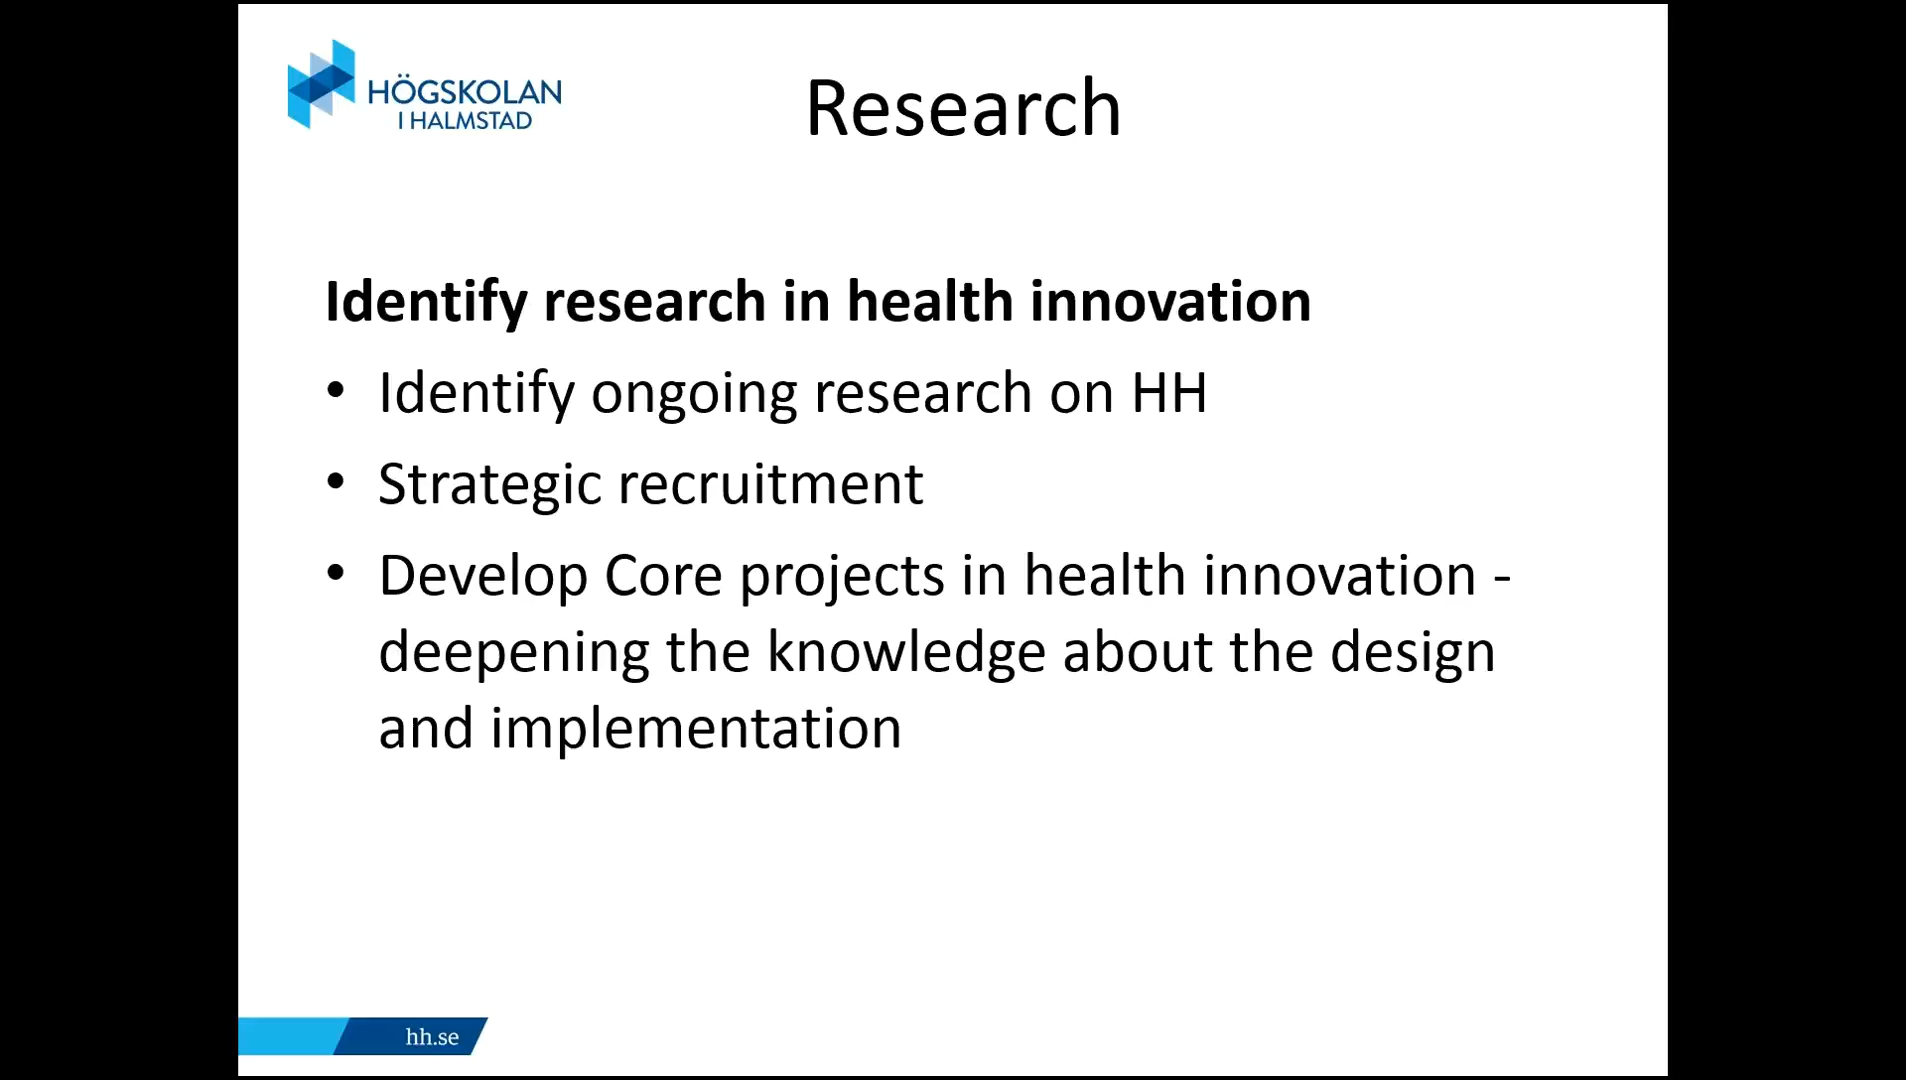 HÖGSKOLAN
I HALMSTAD
Research
Identify research in health innovation
• Identify ongoing research on HH
• Strategic recruitment
• Develop Core projects in health innovation -
deepening the knowledge about the design
and implementation
hh.se